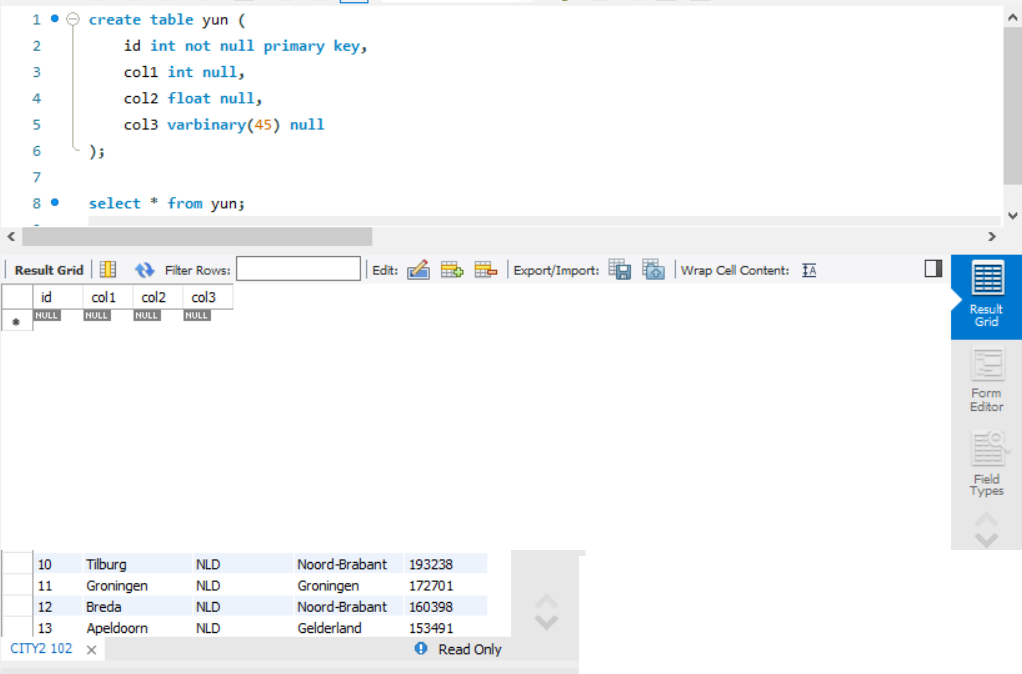 1 create table yun (
2 id int not null primary key,
3 col1 int null,
4 col2 float null,
5 col3 varbinary(45) null
6 );
7
8 select * from yun;
Result Grid Filter Rows: Edit: Export/Import: Wrap Cell Content: IA
id col1 col2 col3
NULL NULL NULL NULL
Result
Grid
Form
Editor
Field
Types
10 Tilburg NLD Noord-Brabant 193238
11 Groningen NLD Groningen 172701
12 Breda NLD Noord-Brabant 160398
13 Apeldoorn NLD Gelderland 153491
CITY2 102 Read Only